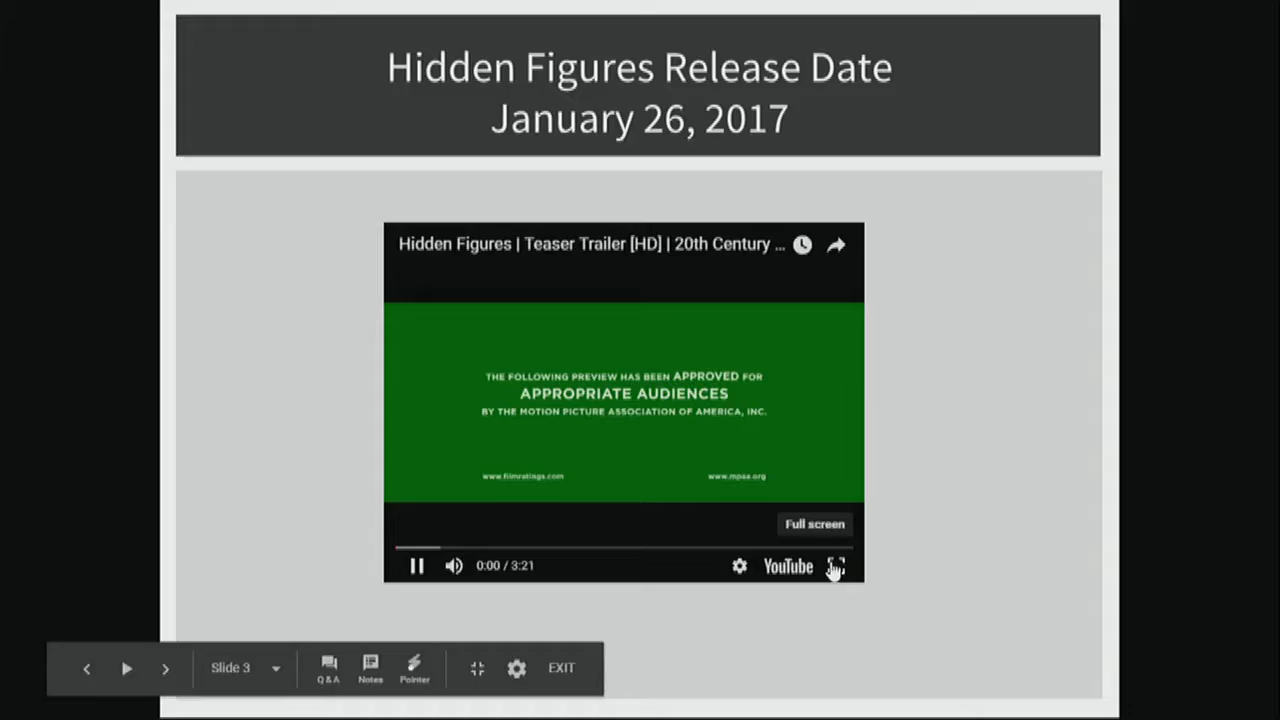 Hidden Figures Release Date
January 26, 2017
Hidden Figures | Teaser Trailer [HD] | 20th Century ...
THE FOLLOWING PREVIEW HAS BEEN APPROVED FOR
APPROPRIATE AUDIENCES
BY THE MOTION PICTURE ASSOCIATION OF AMERICA, INC.
www.filmratings.com www.mpaa.org
Full screen
0:00 / 3:21 YouTube
Slide 3 Q&A Notes Pointer EXIT